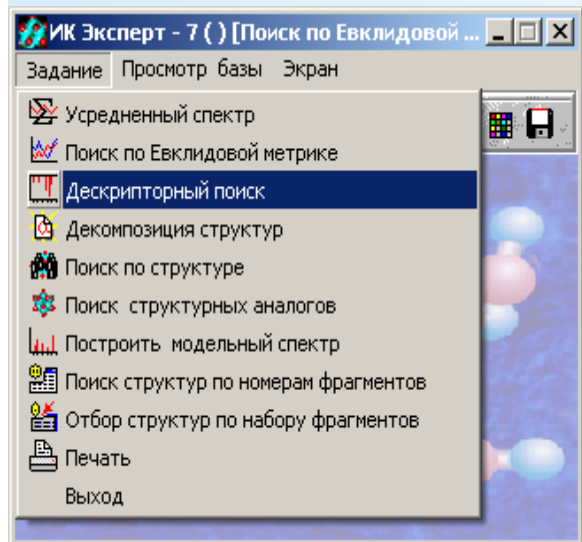 ИК Эксперт - 7 ( ) [Поиск по Евклидовой ...
Задание Просмотр базы Экран
Усредненный спектр
Поиск по Евклидовой метрике
Дескрипторный поиск
Декомпозиция структур
Поиск по структуре
Поиск структурных аналогов
Построить модельный спектр
Поиск структур по номерам фрагментов
Отбор структур по набору фрагментов
Печать
Выход